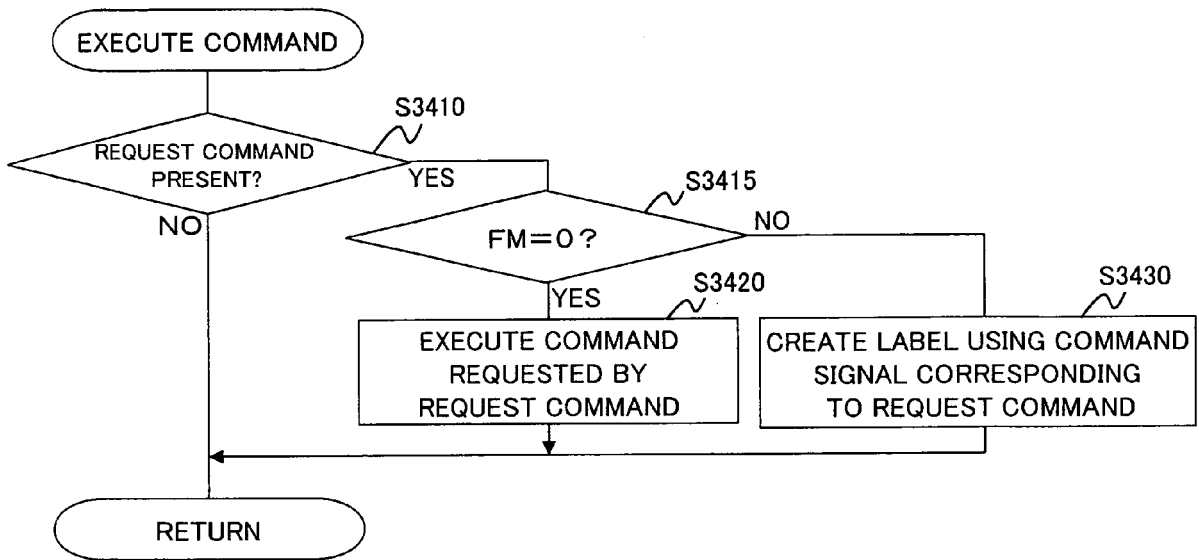 EXECUTE COMMAND
S3410
REQUEST COMMAND
PRESENT?
YES
NO
S3415
FM=0?
NO
YES
S3420
EXECUTE COMMAND
REQUESTED BY
REQUEST COMMAND
S3430
CREATE LABEL USING COMMAND
SIGNAL CORRESPONDING
TO REQUEST COMMAND
RETURN